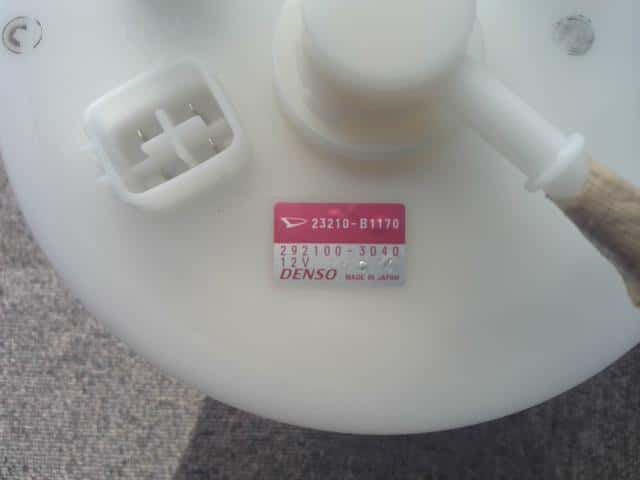 23210-B1170
292100-3040
12V
DENSO MADE IN JAPAN